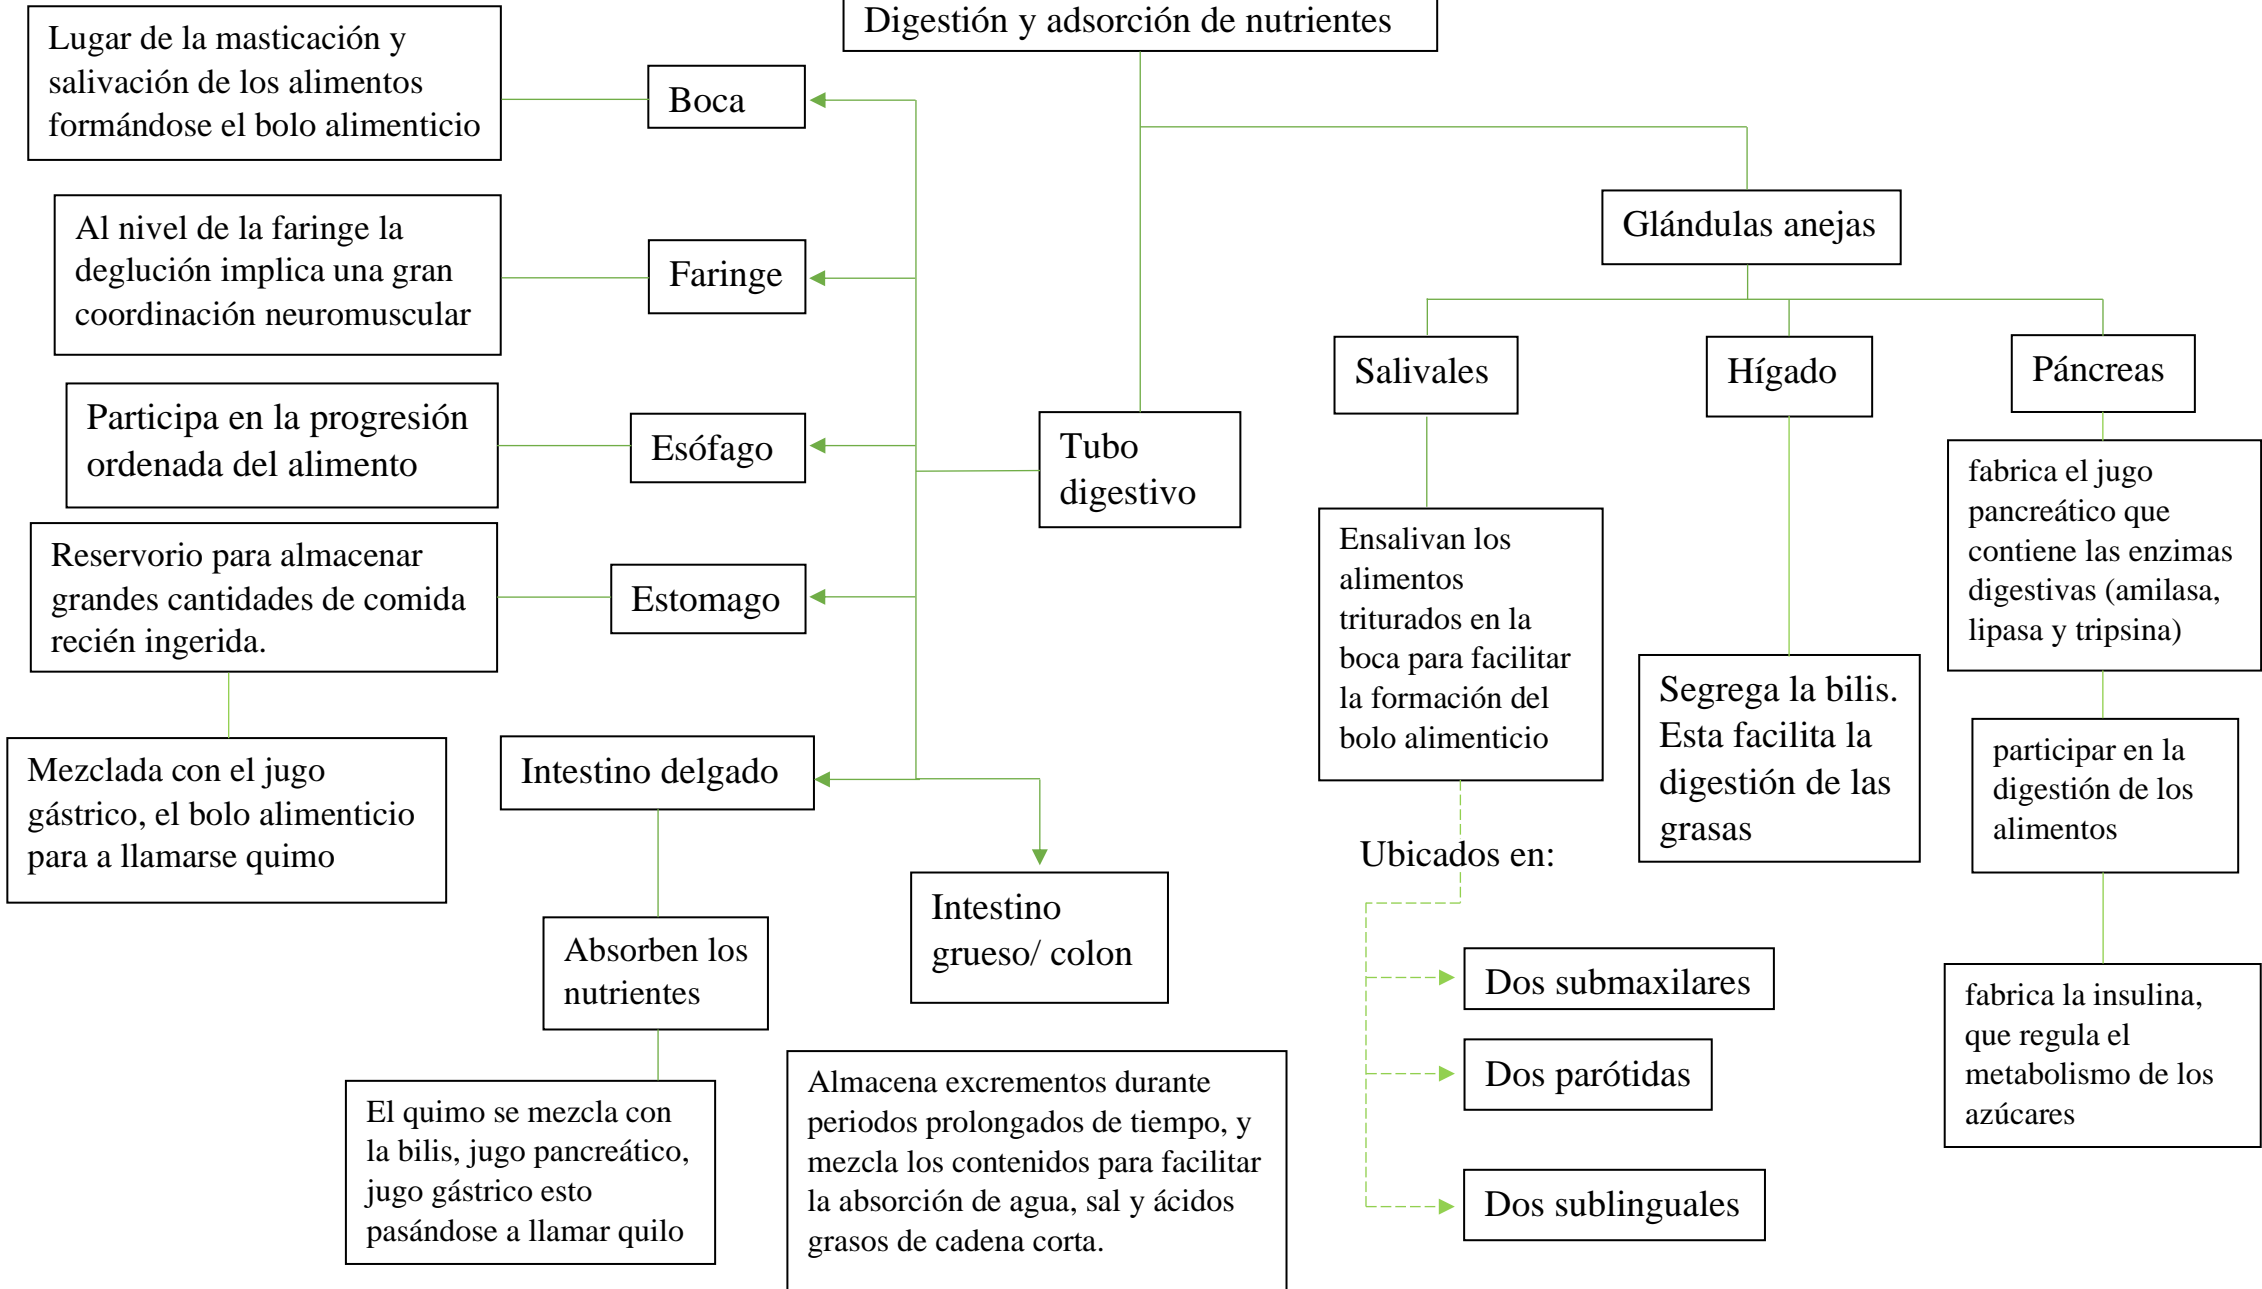 Digestión y adsorción de nutrientes
Lugar de la masticación y
salivación de los alimentos
formándose el bolo alimenticio
Boca
Al nivel de la faringe la
deglución implica una gran
coordinación neuromuscular
Faringe
Participa en la progresión
ordenada del alimento
Esófago
Reservorio para almacenar
grandes cantidades de comida
recién ingerida.
Estomago
Mezclada con el jugo
gástrico, el bolo alimenticio
para a llamarse quimo
Tubo
digestivo
Intestino delgado
Absorben los
nutrientes
El quimo se mezcla con
la bilis, jugo pancreático,
jugo gástrico esto
pasándose a llamar quilo
Intestino
grueso/ colon
Almacena excrementos durante
periodos prolongados de tiempo, y
mezcla los contenidos para facilitar
la absorción de agua, sal y ácidos
grasos de cadena corta.
Glándulas anejas
Salivales
Ensalivan los
alimentos
triturados en la
boca para facilitar
la formación del
bolo alimenticio
Ubicados en:
Dos submaxilares
Dos parótidas
Dos sublinguales
Hígado
Segrega la bilis.
Esta facilita la
digestión de las
grasas
Páncreas
fabrica el jugo
pancreático que
contiene las enzimas
digestivas (amilasa,
lipasa y tripsina)
participar en la
digestión de los
alimentos
fabrica la insulina,
que regula el
metabolismo de los
azúcares